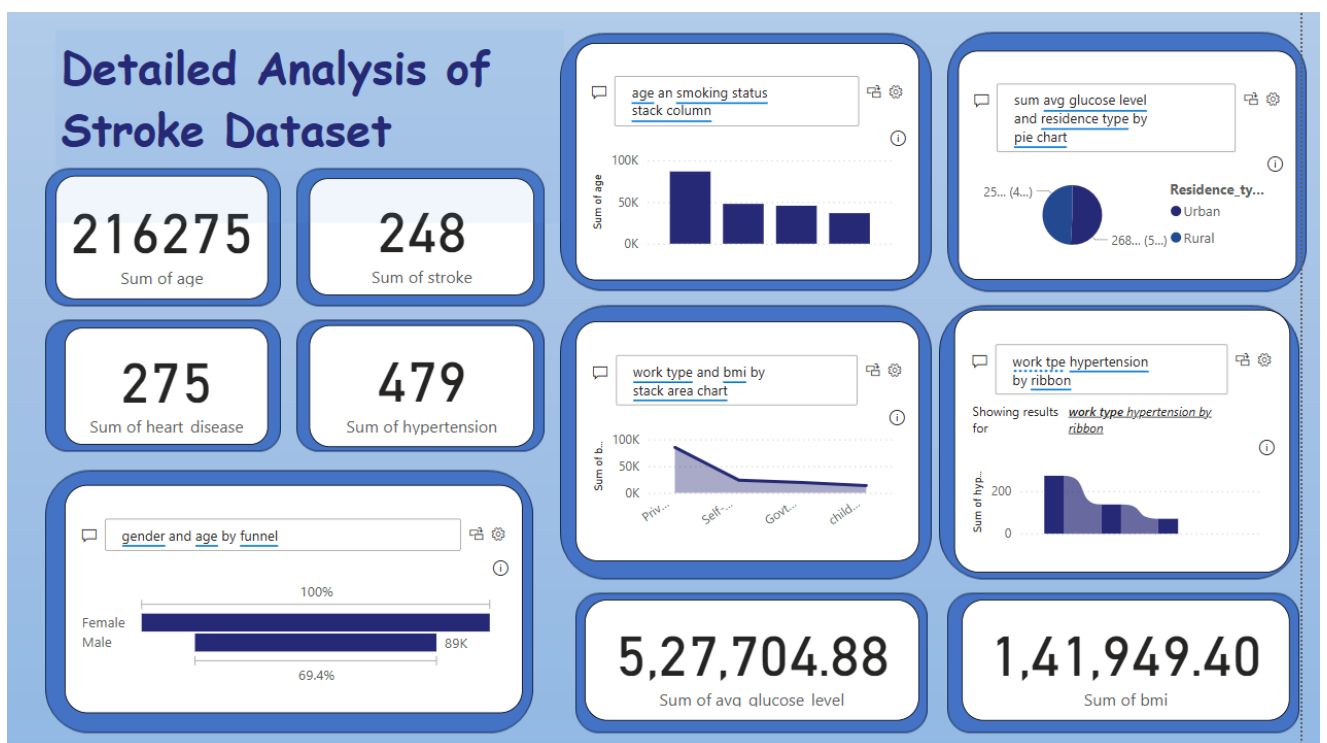 Detailed Analysis of
Stroke Dataset
216275
Sum of age
248
Sum of stroke
275
Sum of heart disease
479
Sum of hypertension
gender and age by funnel
100%
Female
Male
89K
69.4%
age an smoking status
stack column
100K
50K
0K
Sum of age
sum avg glucose level
and residence type by
pie chart
25... (4...)
268... (5...)
Residence_ty...
Urban
Rural
work type and bmi by
stack area chart
100K
50K
0K
Sum of b...
Priv...
Self-...
Govt...
child...
work tpe hypertension
by ribbon
Showing results for
work type hypertension by ribbon
200
0
Sum of hyp...
5,27,704.88
Sum of avg glucose level
1,41,949.40
Sum of bmi